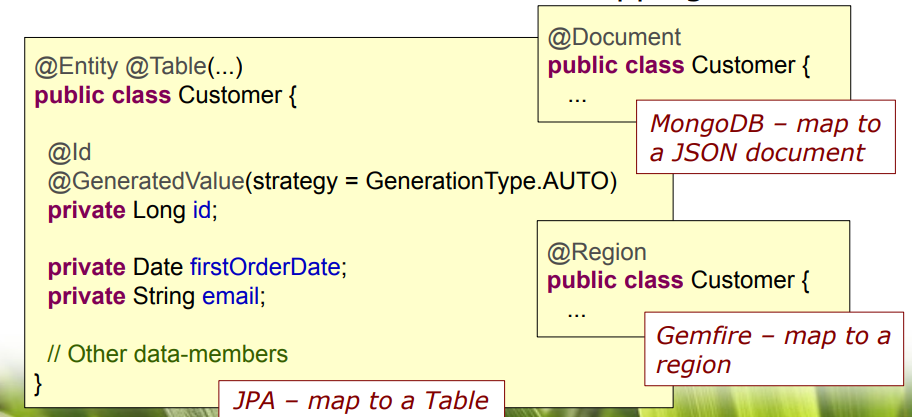 @Entity @Table(...)
public class Customer {
@Id
@GeneratedValue(strategy = GenerationType.AUTO)
private Long id;
private Date firstOrderDate;
private String email;
// Other data-members
}
JPA – map to a Table
@Document
public class Customer {
...
MongoDB – map to
a JSON document
@Region
public class Customer {
...
Gemfire – map to a
region